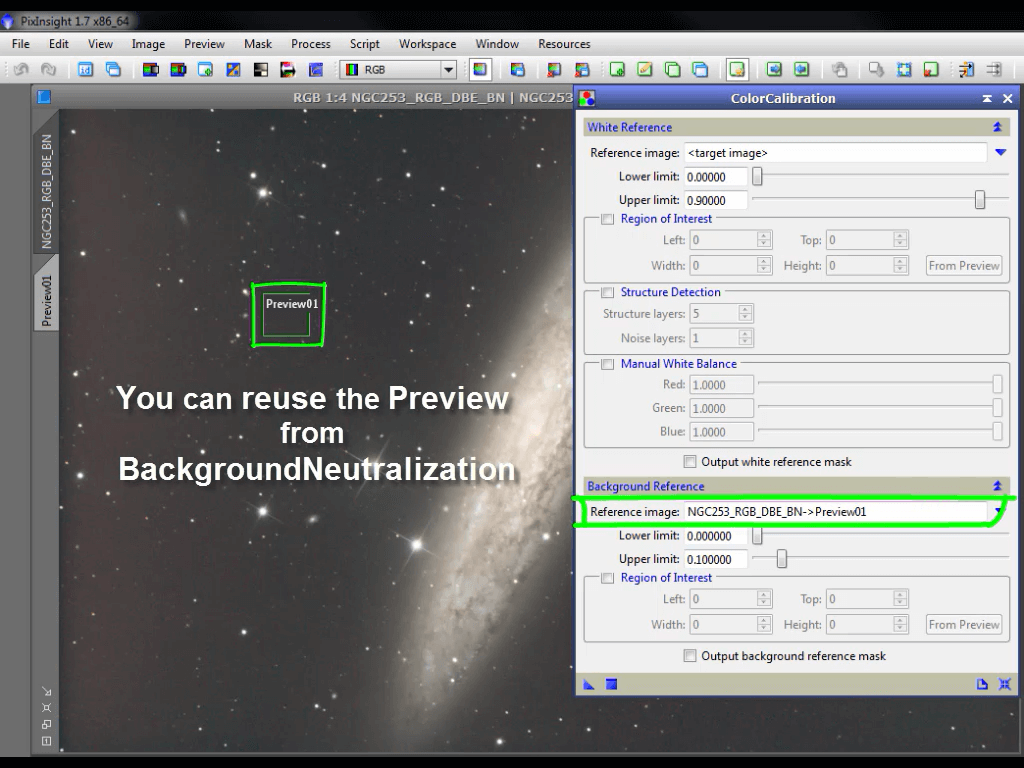 PixInsight 1.7 x86_64
File Edit View Image Preview Mask Process Script Workspace Window Resources
RGB
RGB 1:4 NGC253_RGB_DBE_BN | NGC253
NGC253_RGB_DBE_BN
Preview01
Preview01
You can reuse the Preview
from
BackgroundNeutralization
ColorCalibration
White Reference
Reference image: <target image>
Lower limit: 0.00000
Upper limit: 0.90000
Region of Interest
Left: 0 Top: 0
Width: 0 Height: 0 From Preview
Structure Detection
Structure layers: 5
Noise layers: 1
Manual White Balance
Red: 1.0000
Green: 1.0000
Blue: 1.0000
Output white reference mask
Background Reference
Reference image: NGC253_RGB_DBE_BN->Preview01
Lower limit: 0.000000
Upper limit: 0.100000
Region of Interest
Left: 0 Top: 0
Width: 0 Height: 0 From Preview
Output background reference mask